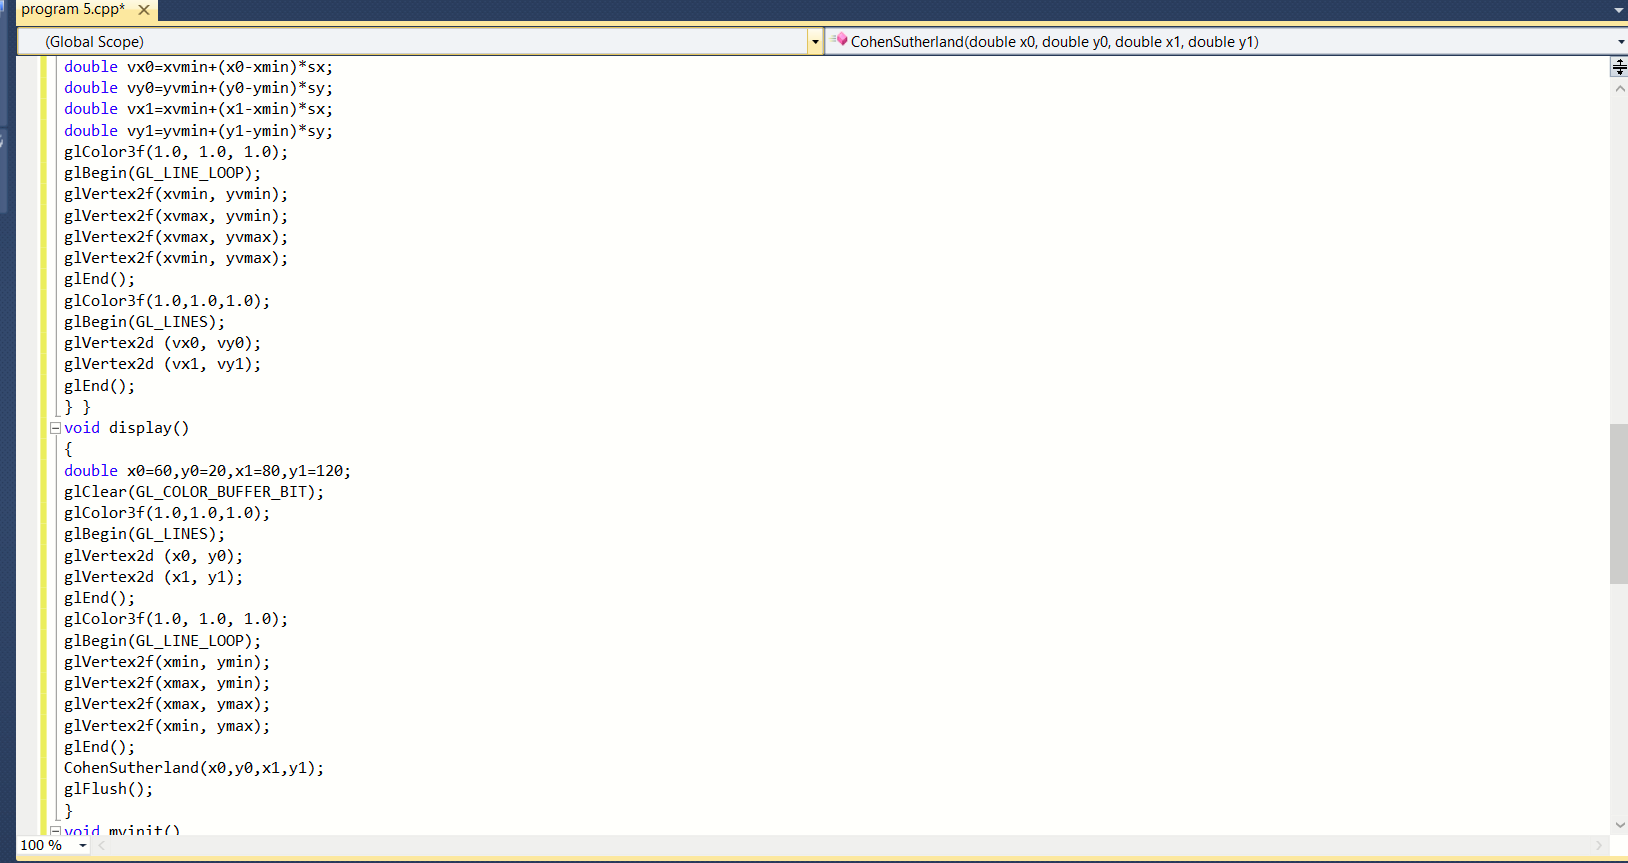 program 5.cpp*
(Global Scope)
CohenSutherland(double x0, double y0, double x1, double y1)
double vx0=xvmin+(x0-xmin)*sx;
double vy0=yvmin+(y0-ymin)*sy;
double vx1=xvmin+(x1-xmin)*sx;
double vy1=yvmin+(y1-ymin)*sy;
glColor3f(1.0, 1.0, 1.0);
glBegin(GL_LINE_LOOP);
glVertex2f(xvmin, yvmin);
glVertex2f(xvmax, yvmin);
glVertex2f(xvmax, yvmax);
glVertex2f(xvmin, yvmax);
glEnd();
glColor3f(1.0,1.0,1.0);
glBegin(GL_LINES);
glVertex2d (vx0, vy0);
glVertex2d (vx1, vy1);
glEnd();
} }
void display()
{
double x0=60,y0=20,x1=80,y1=120;
glClear(GL_COLOR_BUFFER_BIT);
glColor3f(1.0,1.0,1.0);
glBegin(GL_LINES);
glVertex2d (x0, y0);
glVertex2d (x1, y1);
glEnd();
glColor3f(1.0, 1.0, 1.0);
glBegin(GL_LINE_LOOP);
glVertex2f(xmin, ymin);
glVertex2f(xmax, ymin);
glVertex2f(xmax, ymax);
glVertex2f(xmin, ymax);
glEnd();
CohenSutherland(x0,y0,x1,y1);
glFlush();
}
void myinit()
100 %